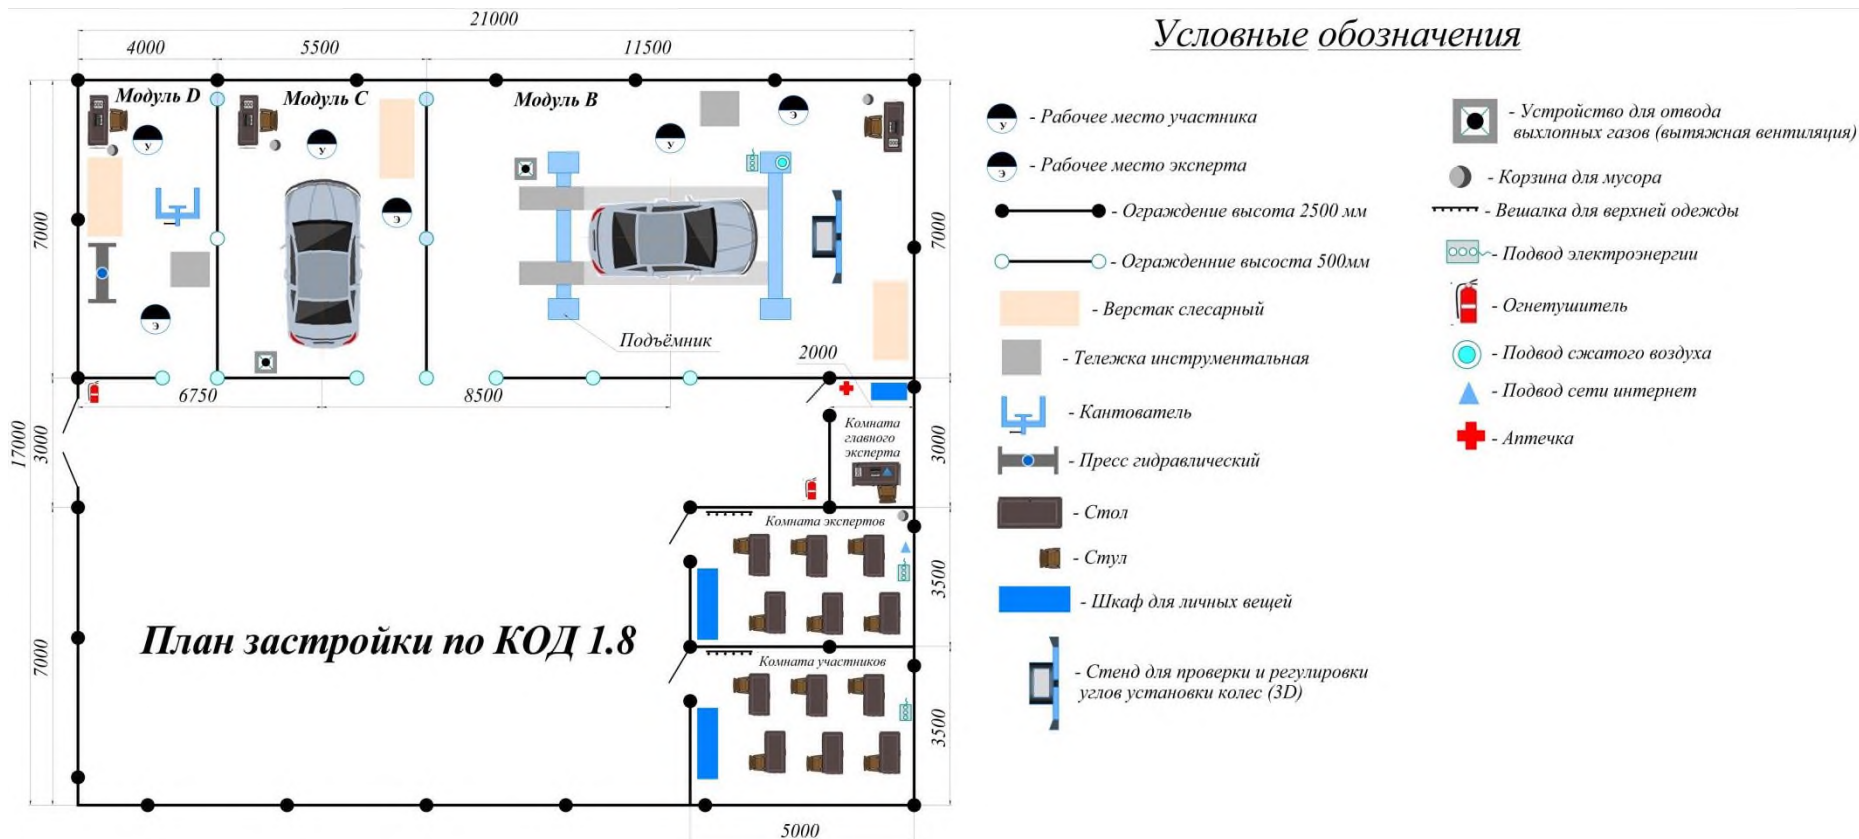 21000
4000
5500
11500
Модуль D
Модуль C
Модуль B
У
У
У
Э
Э
Э
7000
7000
Подъёмник
2000
6750
8500
17000
3000
3000
Комната
главного
эксперта
Комната экспертов
3500
План застройки по КОД 1.8
7000
Комната участников
3500
5000
Условные обозначения
У - Рабочее место участника
Э - Рабочее место эксперта
- Ограждение высота 2500 мм
- Огражденние высоста 500мм
- Верстак слесарный
- Тележка инструментальная
- Кантователь
- Пресс гидравлический
- Стол
- Стул
- Шкаф для личных вещей
- Стенд для проверки и регулировки
углов установки колес (3D)
- Устройство для отвода
выхлопных газов (вытяжная вентиляция)
- Корзина для мусора
- Вешалка для верхней одежды
- Подвод электроэнергии
- Огнетушитель
- Подвод сжатого воздуха
- Подвод сети интернет
- Аптечка